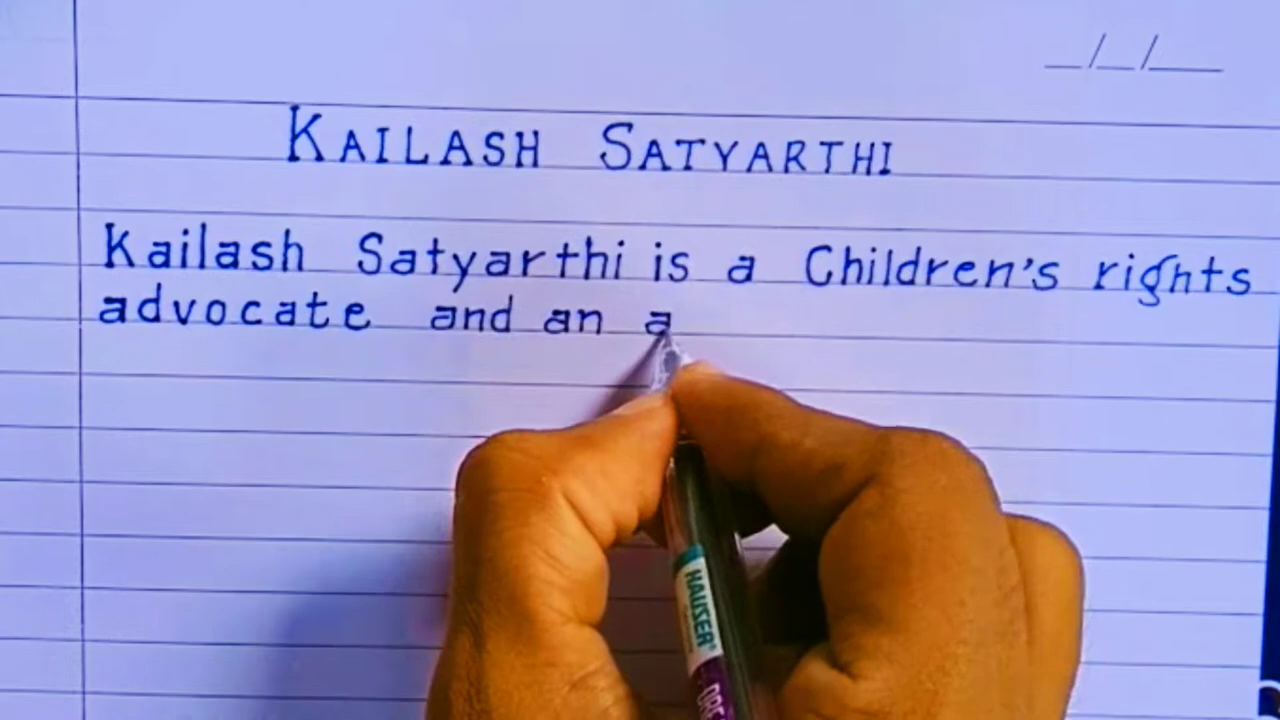 _/_/_
KAILASH SATYARTHI
Kailash Satyarthi is a Children's rights
advocate and an a
HAUSER